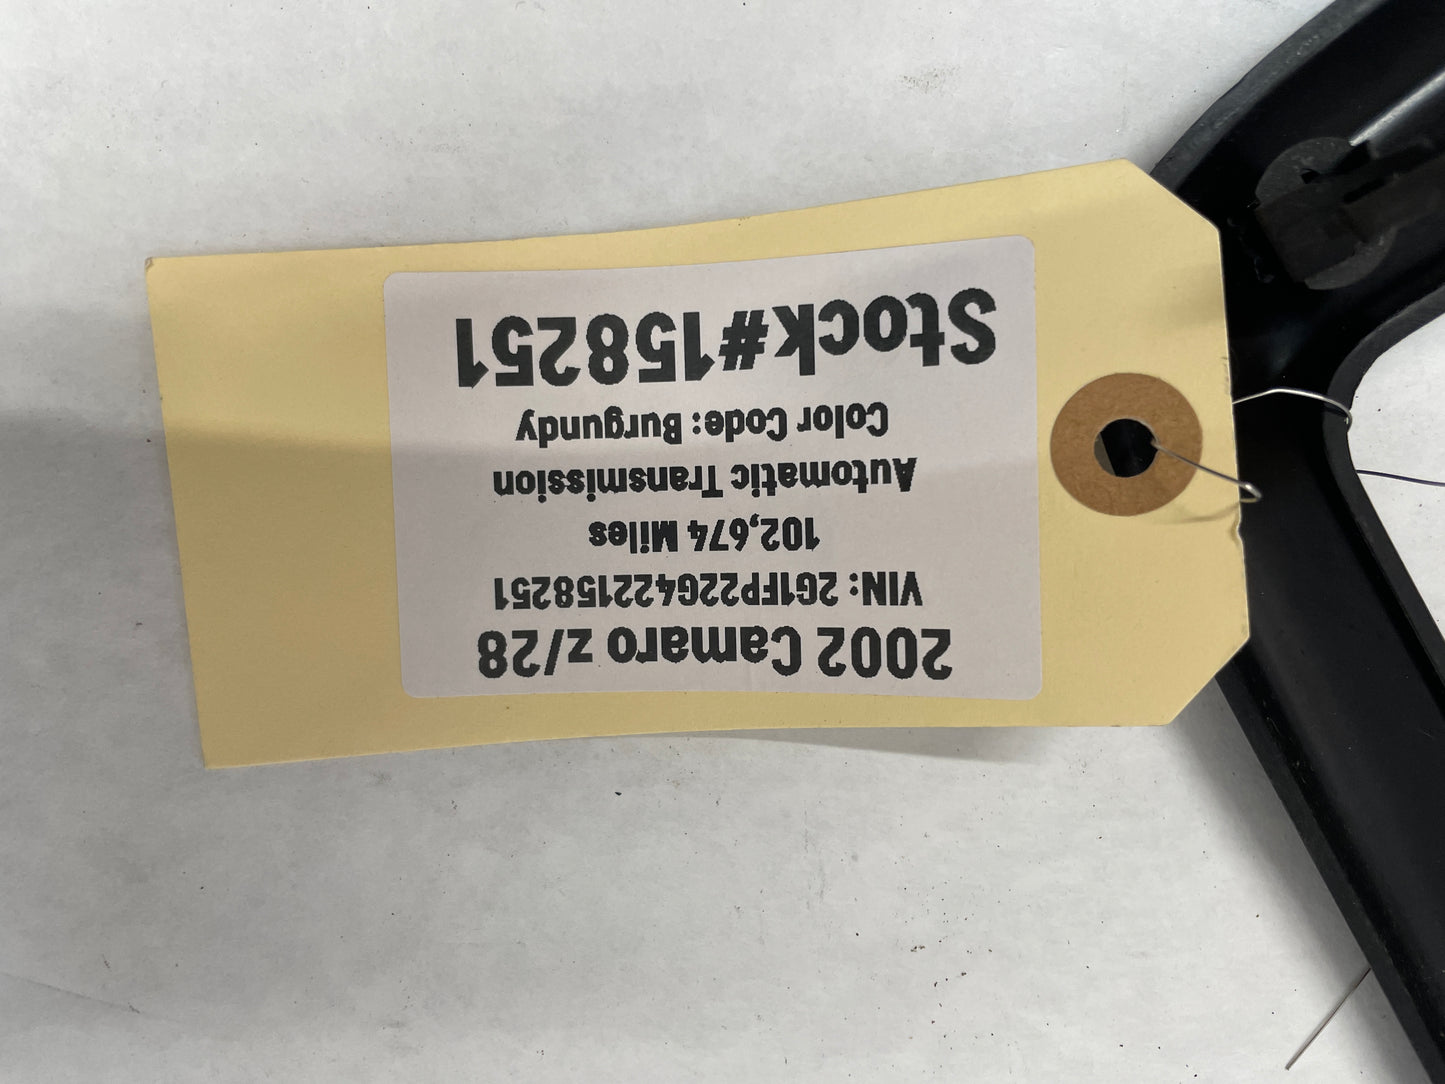 2002 Camaro z/28
VIN: 2G1FP22G422158251
102,674 Miles
Automatic Transmission
Color Code: Burgundy
Stock#158251